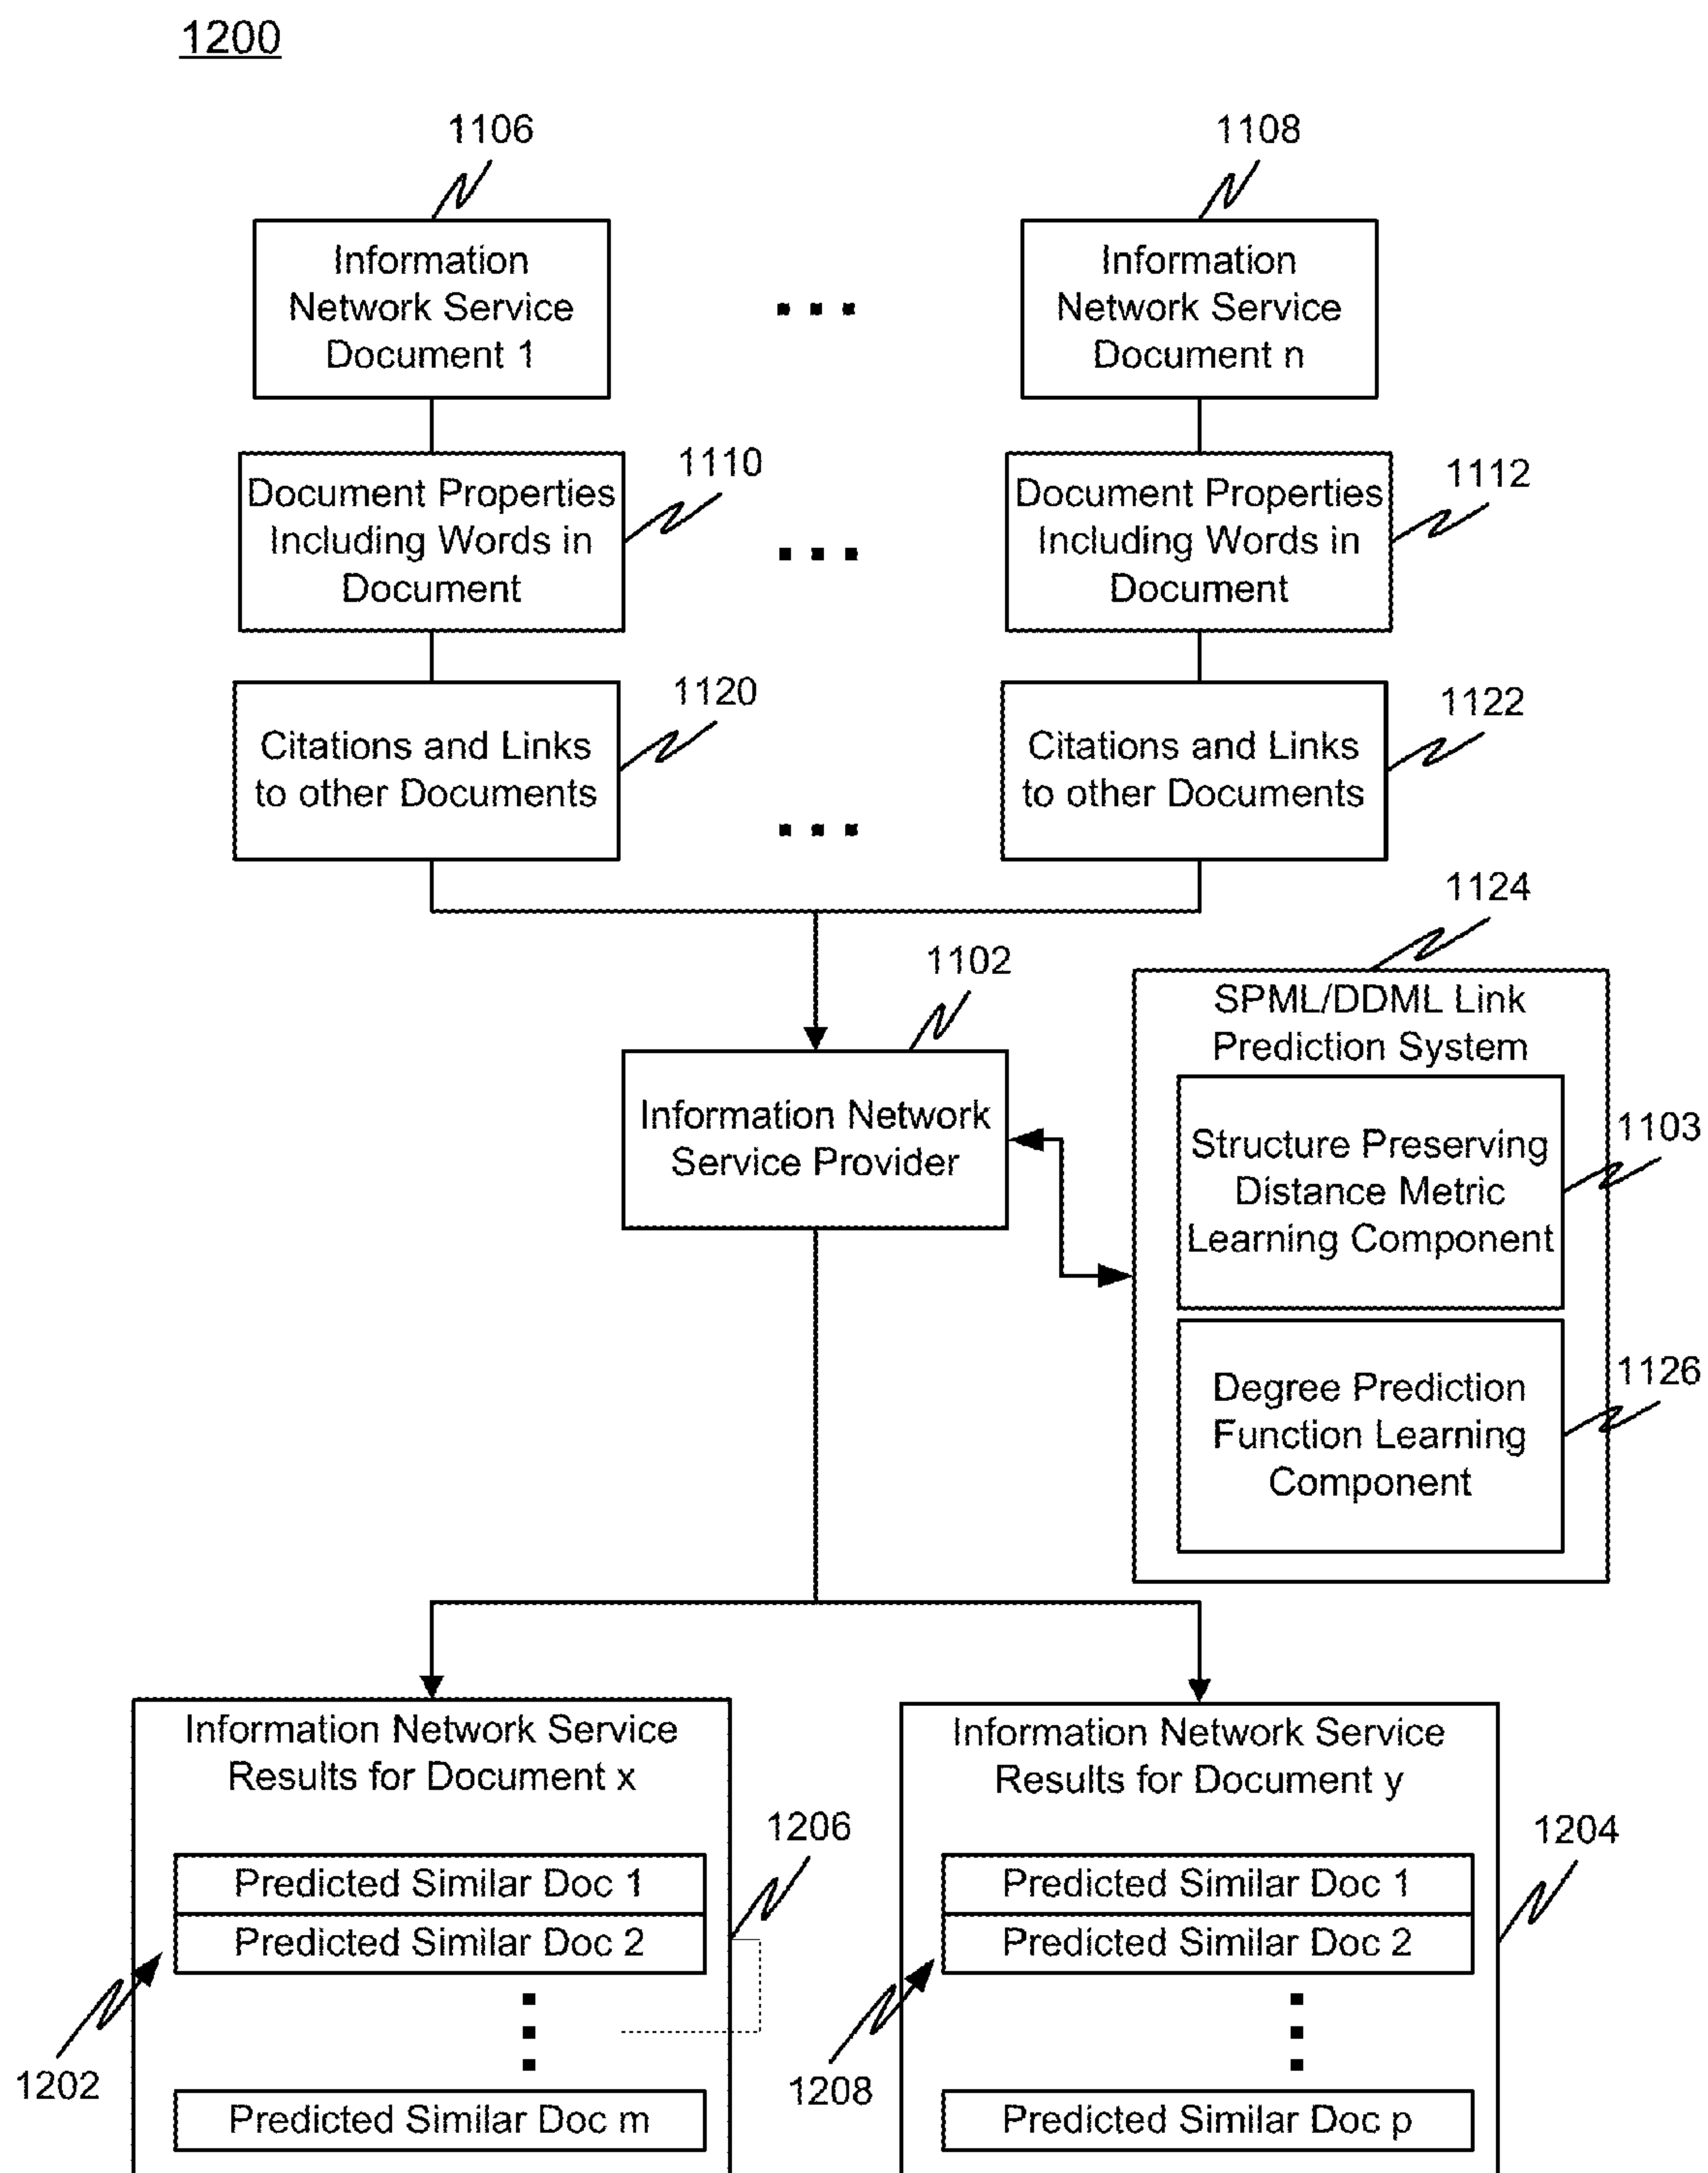 1200
1106
1108
Information
Network Service
Document 1
Information
Network Service
Document n
1110
1112
Document Properties
Including Words in
Document
Document Properties
Including Words in
Document
1120
1122
Citations and Links
to other Documents
Citations and Links
to other Documents
1124
1102
SPML/DDML Link
Prediction System
Information Network
Service Provider
Structure Preserving
Distance Metric
Learning Component
1103
Degree Prediction
Function Learning
Component
1126
Information Network Service
Results for Document x
Information Network Service
Results for Document y
1206
1204
Predicted Similar Doc 1
Predicted Similar Doc 2
Predicted Similar Doc 1
Predicted Similar Doc 2
1202
1208
Predicted Similar Doc m
Predicted Similar Doc p